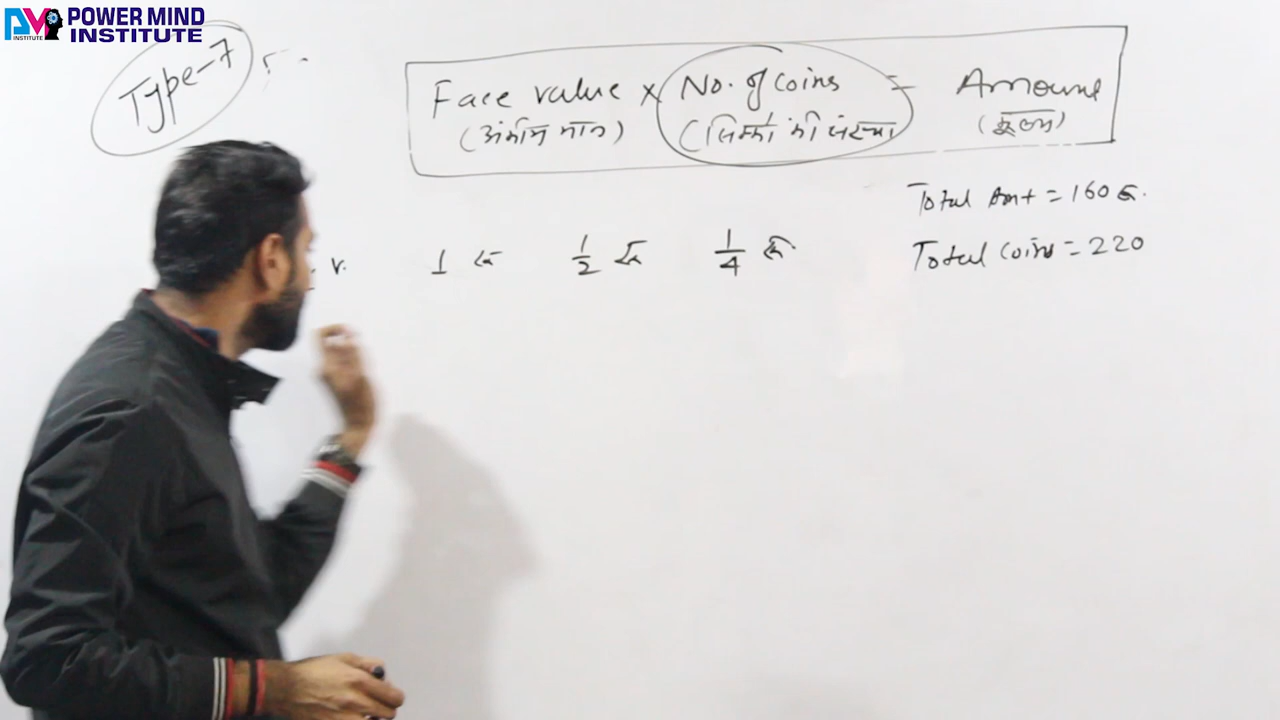 POWER MIND
INSTITUTE
INSTITUTE
Type-7
Face value × No. of coins = Amount
(अंकित मान) (सिक्कों की संख्या) (कुल)
Total Amt = 160 रु.
v. 1 रु 1/2 रु 1/4 रु. Total coins = 220